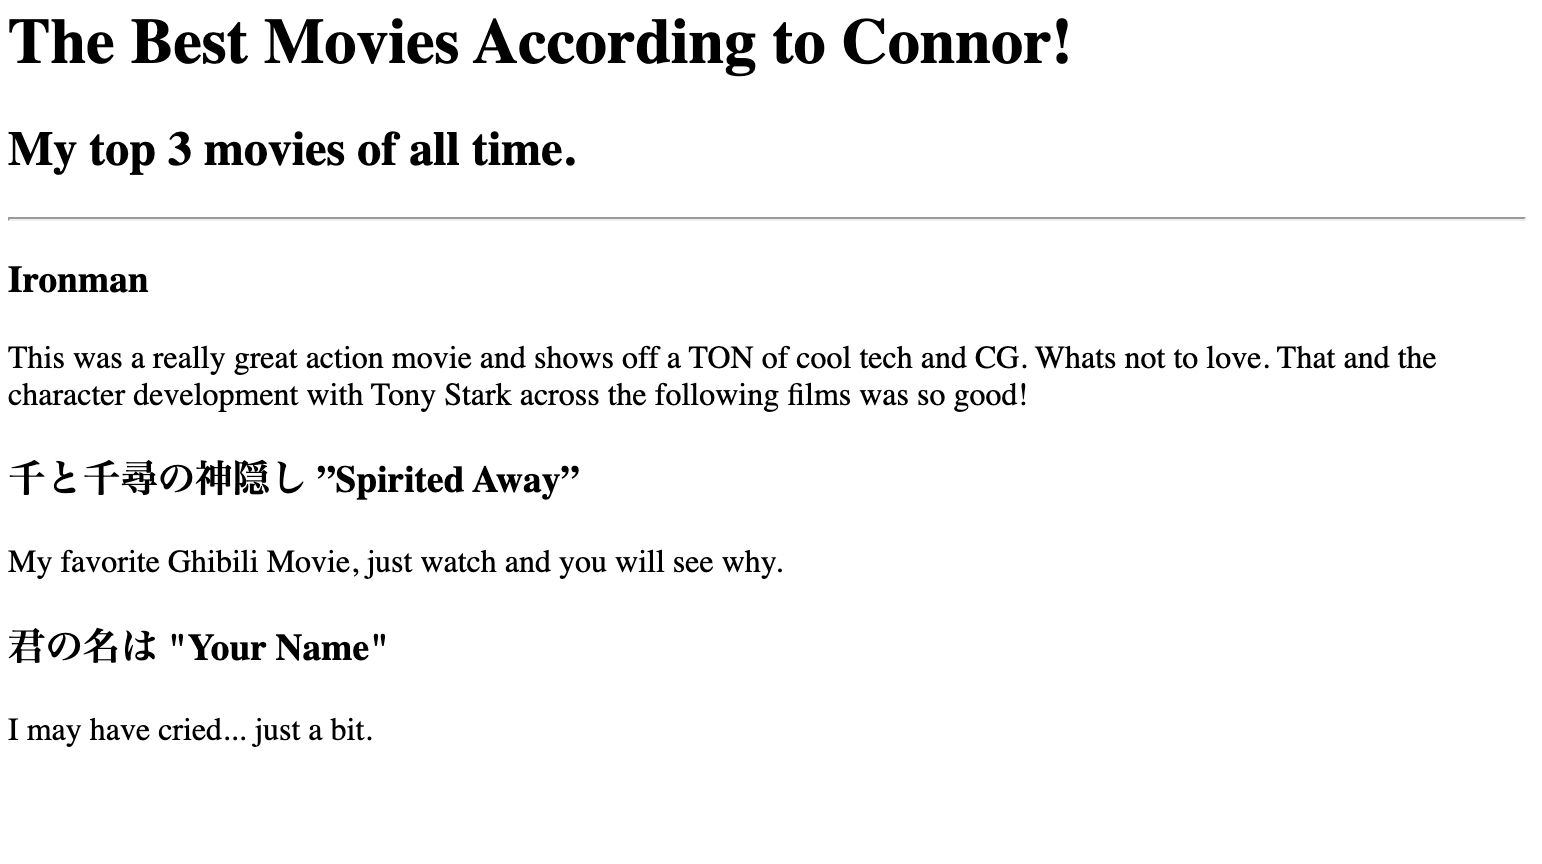 The Best Movies According to Connor!
My top 3 movies of all time.
Ironman
This was a really great action movie and shows off a TON of cool tech and CG. Whats not to love. That and the
character development with Tony Stark across the following films was so good!
千と千尋の神隠し ”Spirited Away”
My favorite Ghibili Movie, just watch and you will see why.
君の名は "Your Name"
I may have cried... just a bit.